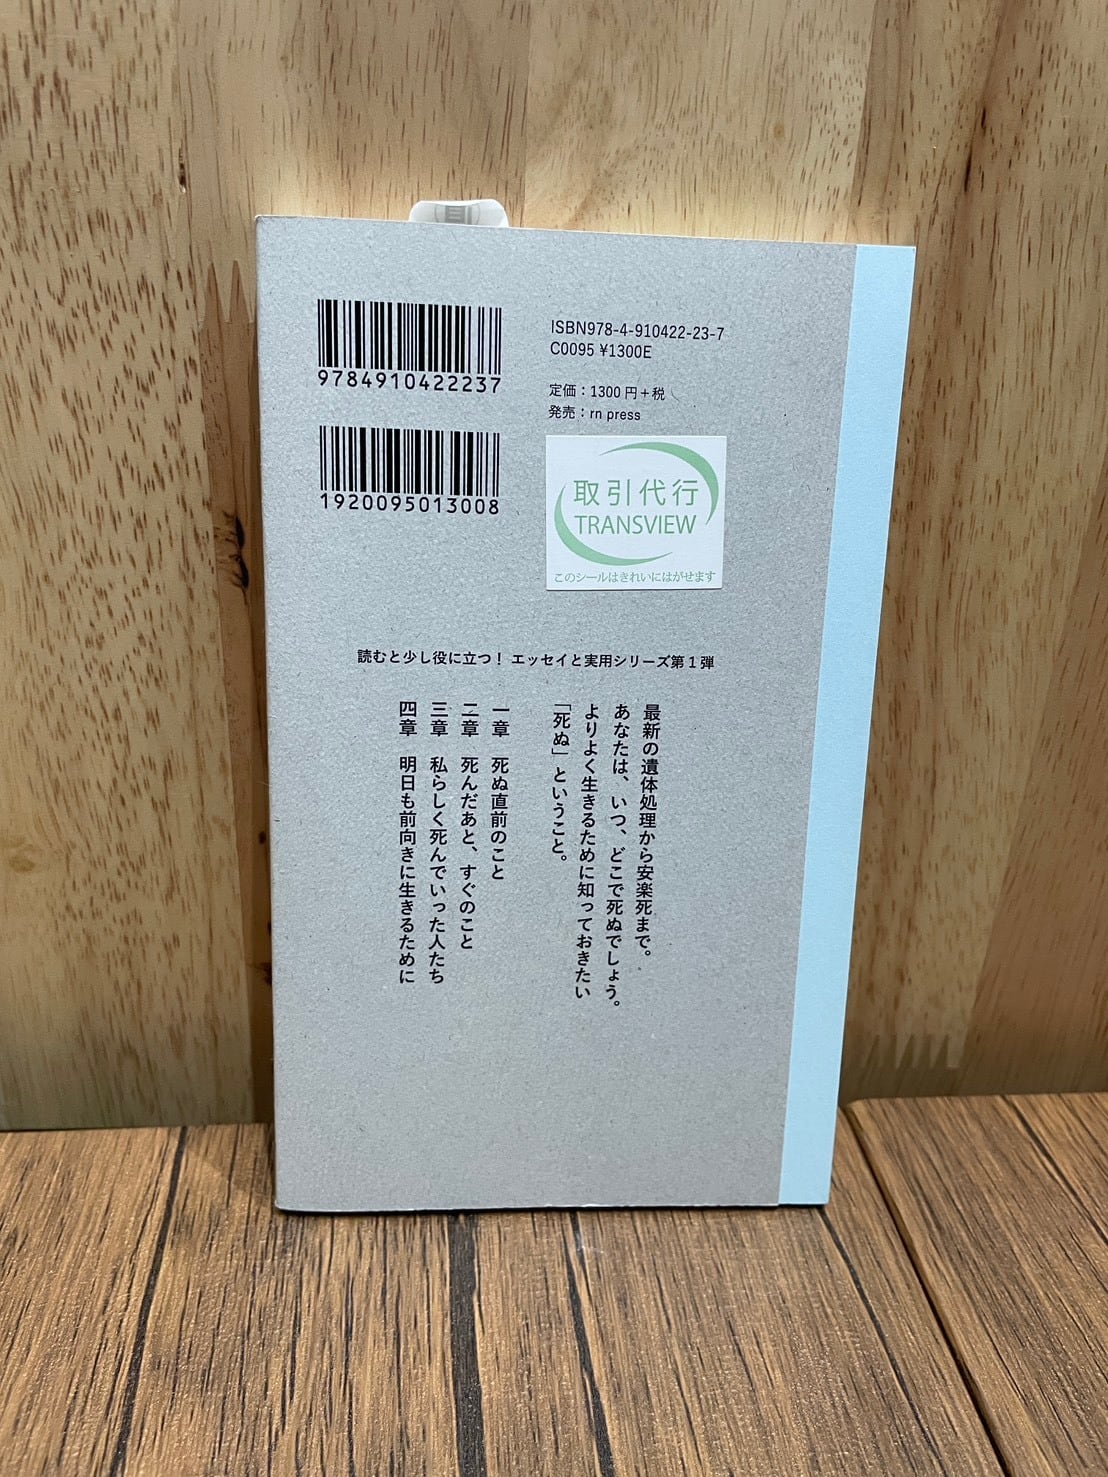 9784910422237
1920095013008
ISBN978-4-910422-23-7
C0095 ¥1300E
定価：1300円＋税
発売：rn press
取引代行
TRANSVIEW
このシールはきれいにはがせます
読むと少し役に立つ！ エッセイと実用シリーズ第1弾
最新の遺体処理から安楽死まで。
あなたは、いつ、どこで死ぬでしょう。
よりよく生きるために知っておきたい
「死ぬ」ということ。
一章　死ぬ直前のこと
二章　死んだあと、すぐのこと
三章　私らしく死んでいった人たち
四章　明日も前向きに生きるために